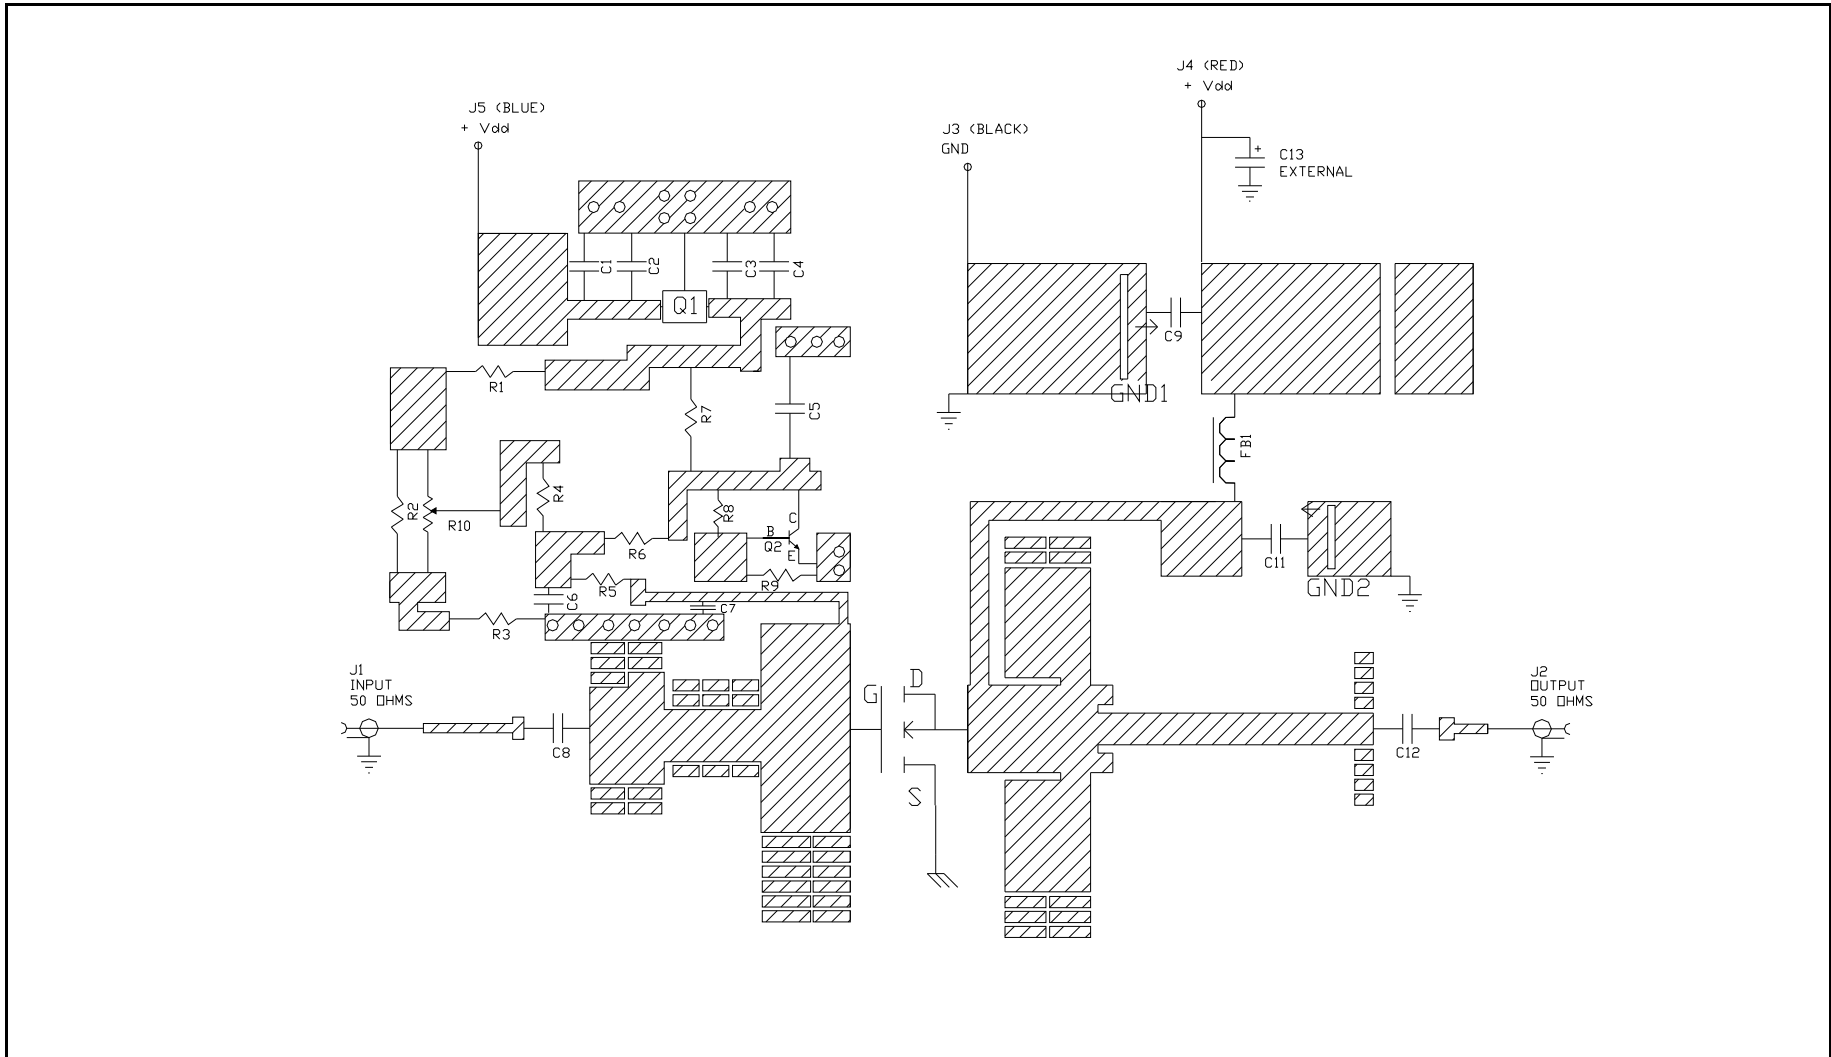 J4 (RED)
+ Vdd
J5 (BLUE)
+ Vdd
J3 (BLACK)
GND
+
C13
EXTERNAL
C1
C2
C3
C4
Q1
C9
GND1
R1
R7
C5
FB1
R2
R10
R4
R8
B
C
Q2
E
R6
R9
R5
C6
C7
R3
C11
GND2
J1
INPUT
50 OHMS
C8
G
D
S
C12
J2
OUTPUT
50 OHMS